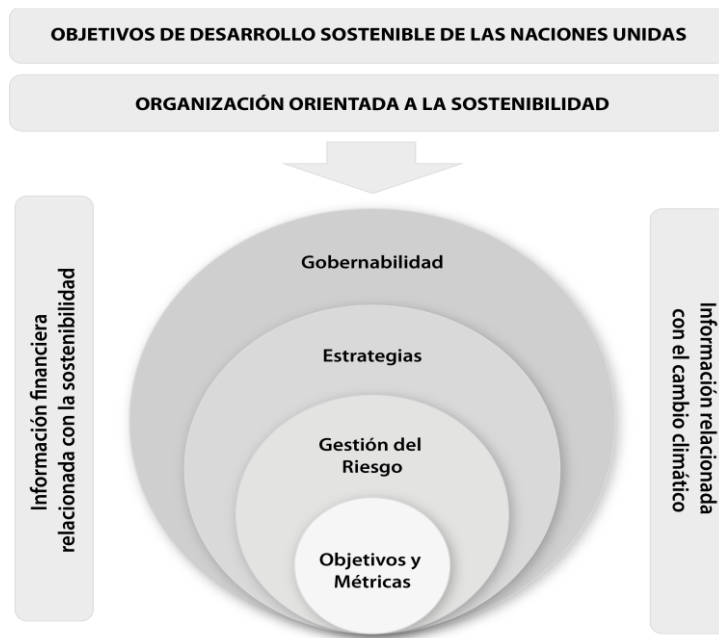 OBJETIVOS DE DESARROLLO SOSTENIBLE DE LAS NACIONES UNIDAS
ORGANIZACIÓN ORIENTADA A LA SOSTENIBILIDAD
Información financiera
relacionada con la sostenibilidad
Gobernabilidad
Estrategias
Gestión del
Riesgo
Objetivos y
Métricas
Información relacionada
con el cambio climático